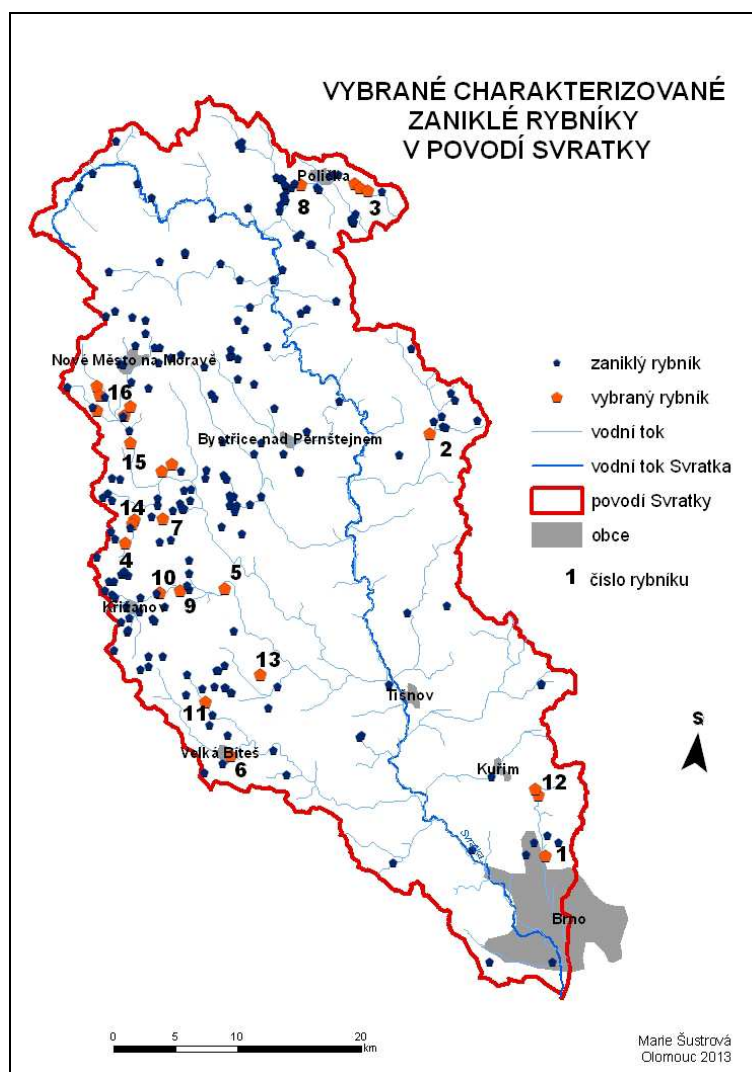 VYBRANÉ CHARAKTERIZOVANÉ
ZANIKLÉ RYBNÍKY
V POVODÍ SVRATKY
Polička
8
3
Nové Město na Moravě
16
zaniklý rybník
vybraný rybník
vodní tok
vodní tok Svratka
povodí Svratky
obce
1 číslo rybníku
Bystřice nad Pernštejnem
2
15
14
7
4
10
5
Křižanov
9
13
Tišnov
11
Velká Bíteš
6
S
Kuřim
12
Svratka
1
Brno
0 5 10 20
km
Marie Šustrová
Olomouc 2013